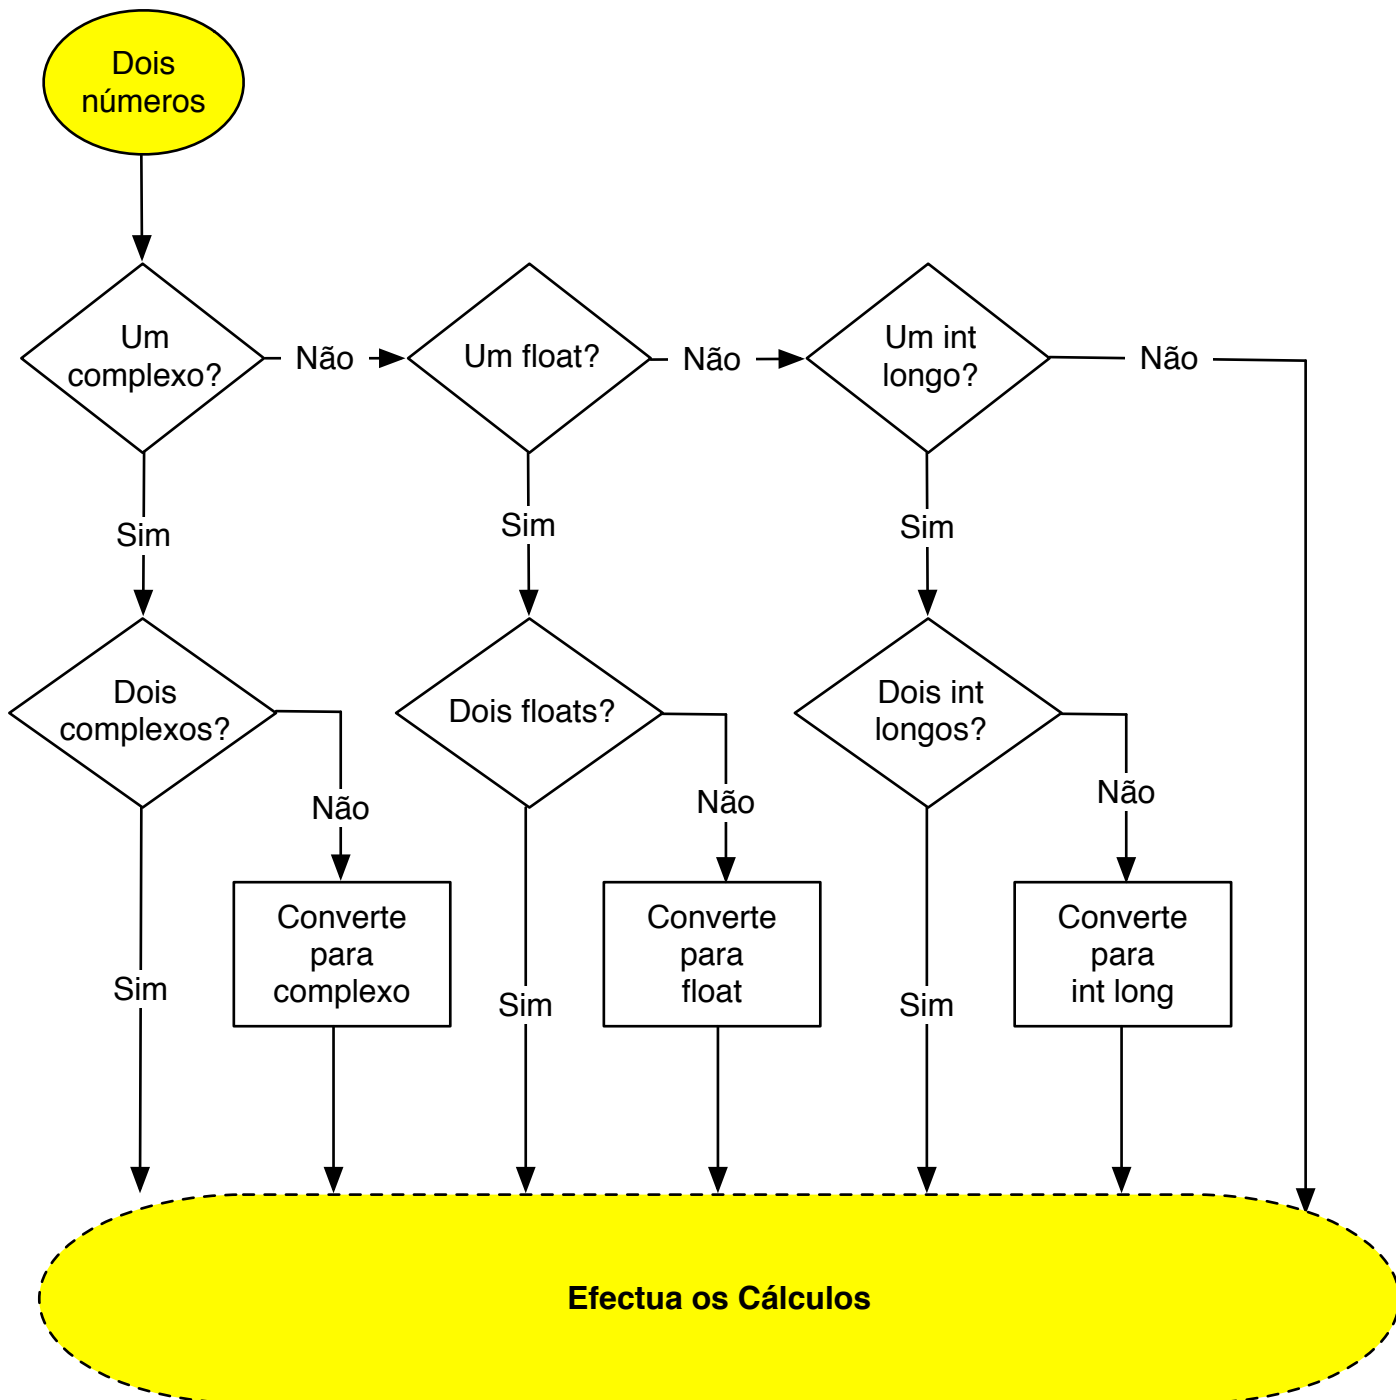 Dois
números
Um
complexo?
Não
Um float?
Não
Um int
longo?
Não
Sim
Sim
Sim
Dois
complexos?
Dois floats?
Dois int
longos?
Não
Não
Não
Converte
para
complexo
Converte
para
float
Converte
para
int long
Sim
Sim
Sim
Efectua os Cálculos